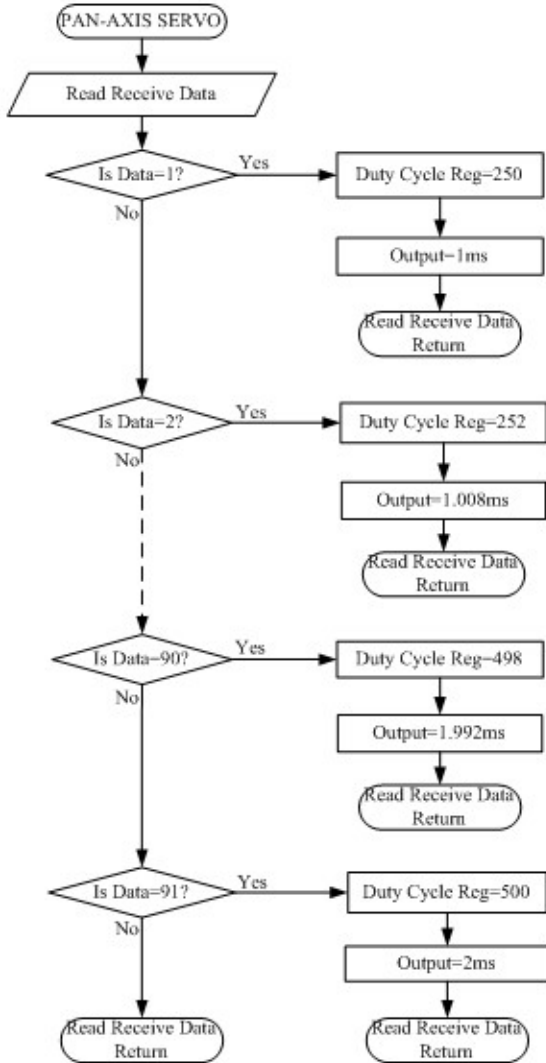 PAN-AXIS SERVO
Read Receive Data
Is Data=1?
Yes
Duty Cycle Reg=250
No
Output=1ms
Read Receive Data
Return
Is Data=2?
Yes
Duty Cycle Reg=252
No
Output=1.008ms
Read Receive Data
Return
Is Data=90?
Yes
Duty Cycle Reg=498
No
Output=1.992ms
Read Receive Data
Return
Is Data=91?
Yes
Duty Cycle Reg=500
No
Output=2ms
Read Receive Data
Return
Read Receive Data
Return